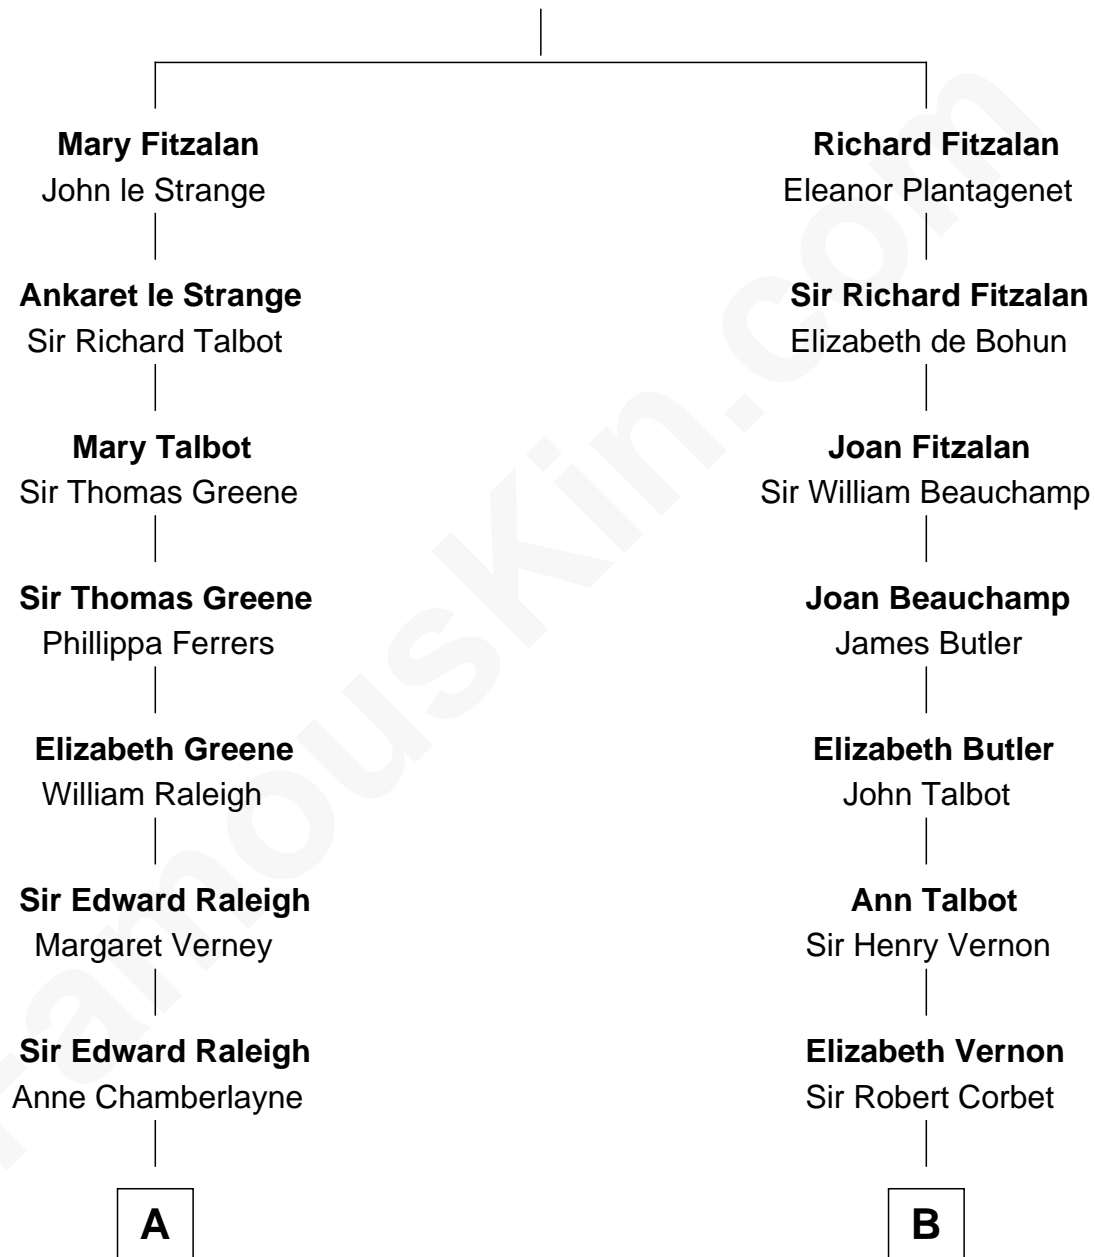 Mary Fitzalan
John le Strange
Ankaret le Strange
Sir Richard Talbot
Mary Talbot
Sir Thomas Greene
Sir Thomas Greene
Phillippa Ferrers
Elizabeth Greene
William Raleigh
Sir Edward Raleigh
Margaret Verney
Sir Edward Raleigh
Anne Chamberlayne
A
Richard Fitzalan
Eleanor Plantagenet
Sir Richard Fitzalan
Elizabeth de Bohun
Joan Fitzalan
Sir William Beauchamp
Joan Beauchamp
James Butler
Elizabeth Butler
John Talbot
Ann Talbot
Sir Henry Vernon
Elizabeth Vernon
Sir Robert Corbet
B
FamousKin.com